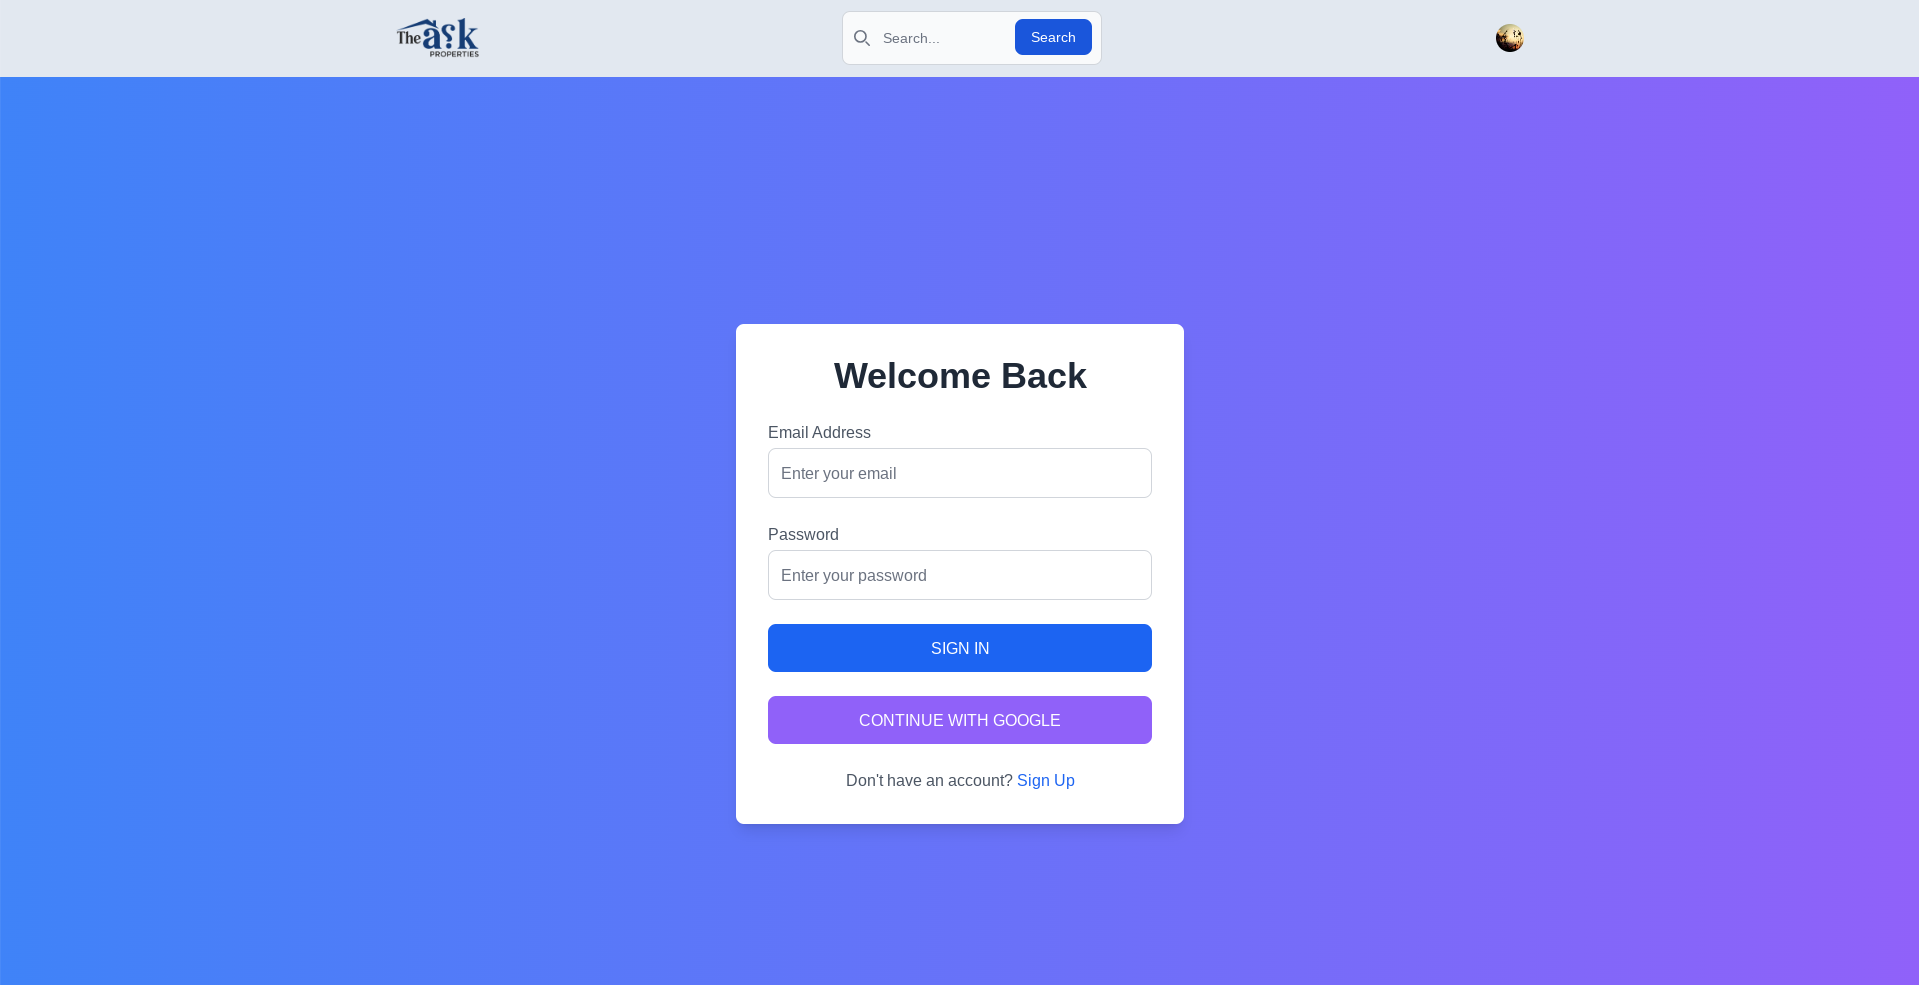 The ask
PROPERTIES
Search...
Search
Welcome Back
Email Address
Enter your email
Password
Enter your password
SIGN IN
CONTINUE WITH GOOGLE
Don't have an account? Sign Up